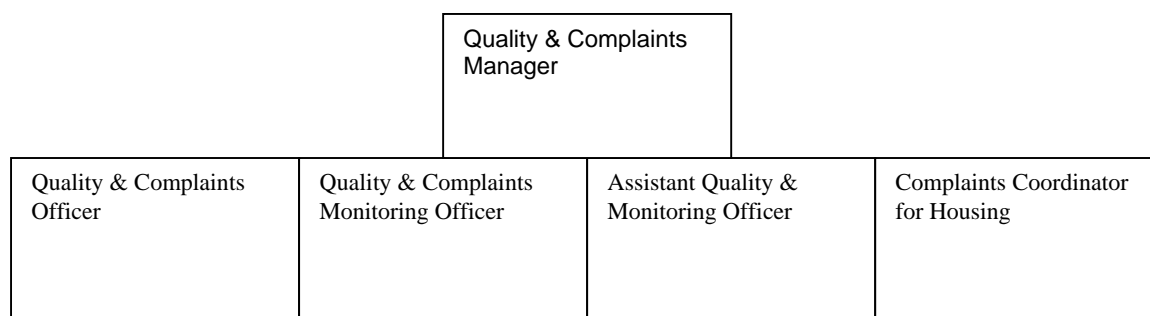 Quality & Complaints
Manager
Quality & Complaints
Officer
Quality & Complaints
Monitoring Officer
Assistant Quality &
Monitoring Officer
Complaints Coordinator
for Housing